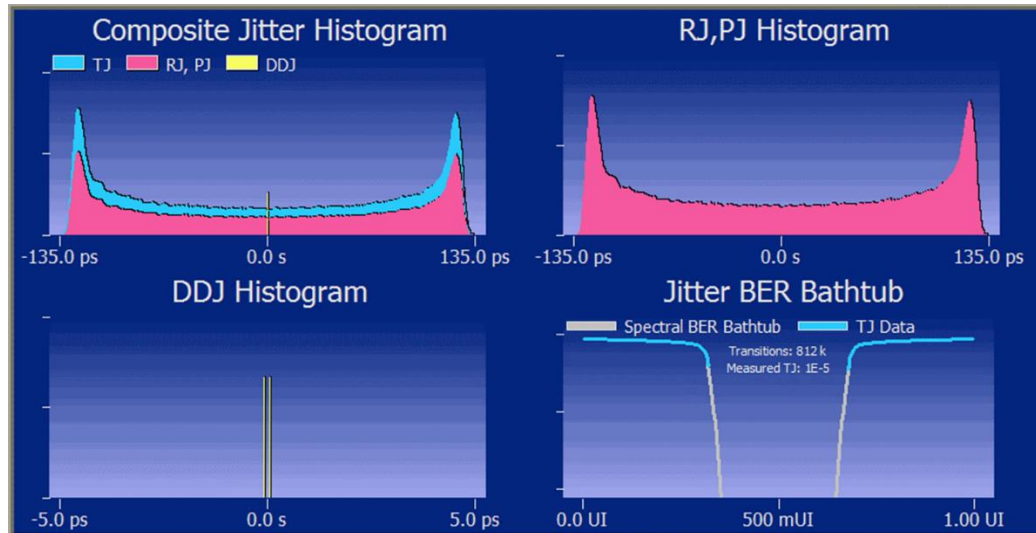 Composite Jitter Histogram
TJ RJ, PJ DDJ
-135.0 ps 0.0 s 135.0 ps
RJ,PJ Histogram
-135.0 ps 0.0 s 135.0 ps
DDJ Histogram
-5.0 ps 0.0 s 5.0 ps
Jitter BER Bathtub
Spectral BER Bathtub TJ Data
Transitions: 812 k
Measured TJ: 1E-5
0.0 UI 500 mUI 1.00 UI